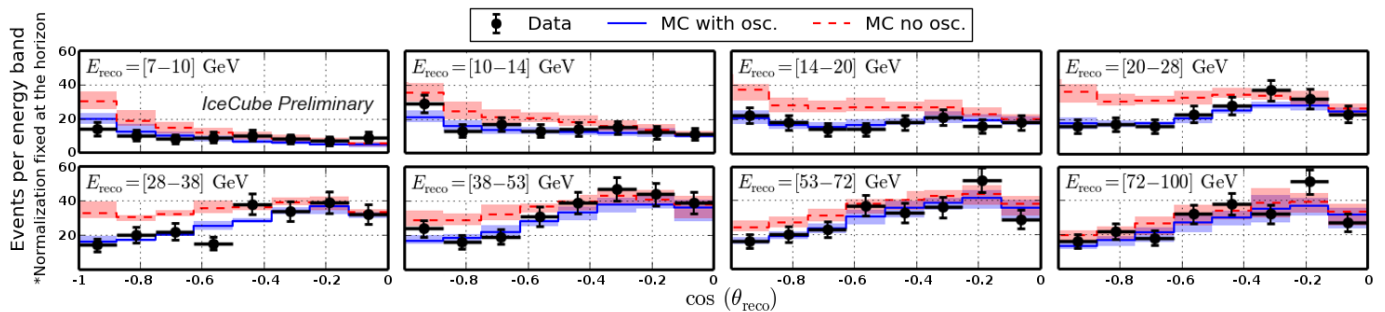 Data MC with osc. MC no osc.
Events per energy band
*Normalization fixed at the horizon
60 40 20 0
E_reco=[7−10] GeV
IceCube Preliminary
E_reco=[10−14] GeV
E_reco=[14−20] GeV
E_reco=[20−28] GeV
60 40 20
E_reco=[28−38] GeV
E_reco=[38−53] GeV
E_reco=[53−72] GeV
E_reco=[72−100] GeV
-1 -0.8 -0.6 -0.4 -0.2 0 -0.8 -0.6 -0.4 -0.2 0 -0.8 -0.6 -0.4 -0.2 0 -0.8 -0.6 -0.4 -0.2 0
cos (θ_reco)